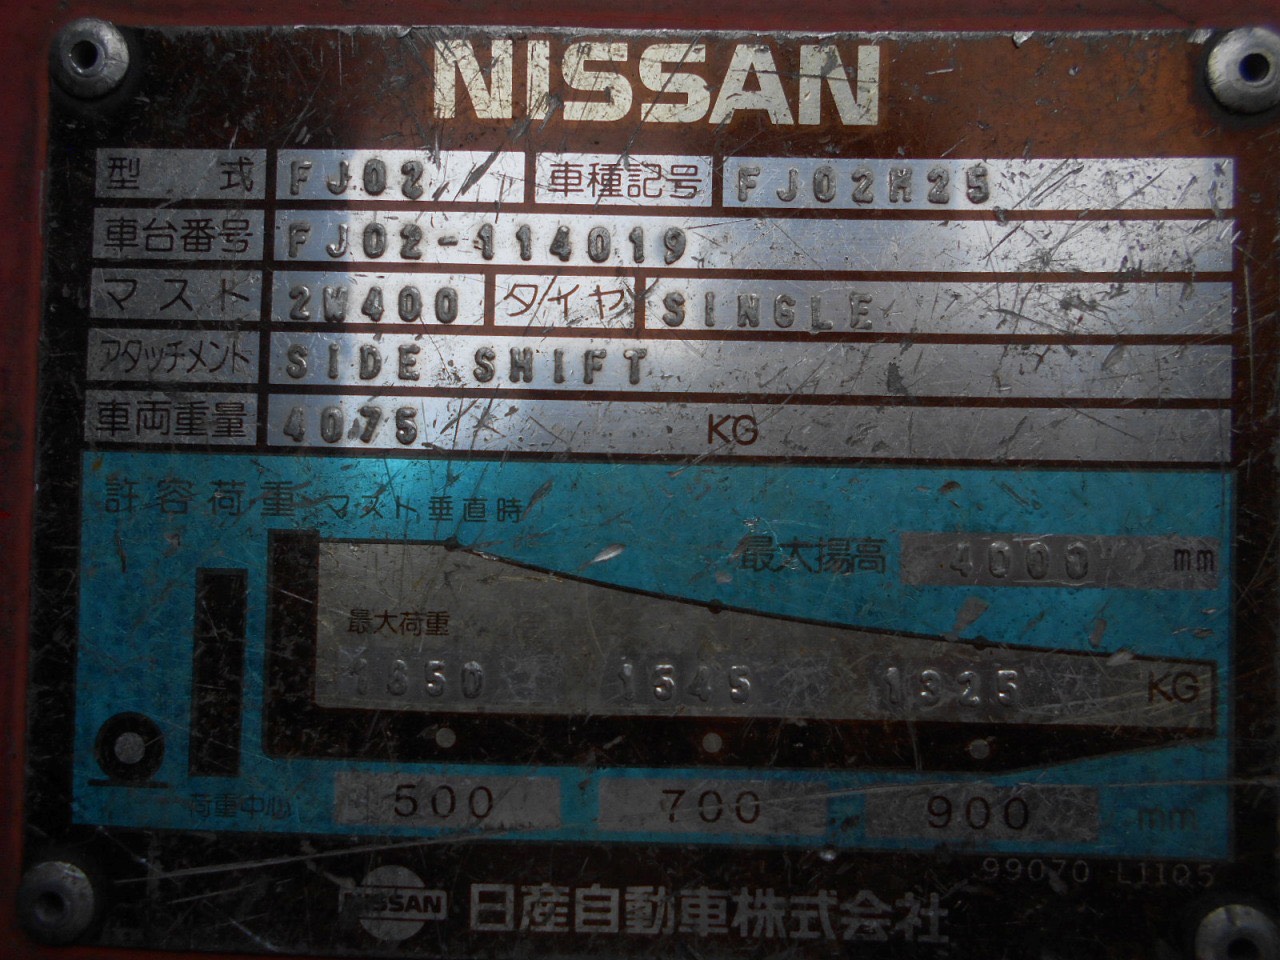 NISSAN
型式 FJ02 車種記号 FJ02M25
車台番号 FJ02-114019
マスト 2W400 タイヤ SINGLE
アタッチメント SIDE SHIFT
車両重量 4075 KG
許容荷重 マスト垂直時
最大揚高 4000 mm
最大荷重
1850 1545 1325 KG
荷重中心 500 700 900 mm
99070 L11Q5
NISSAN 日産自動車株式会社